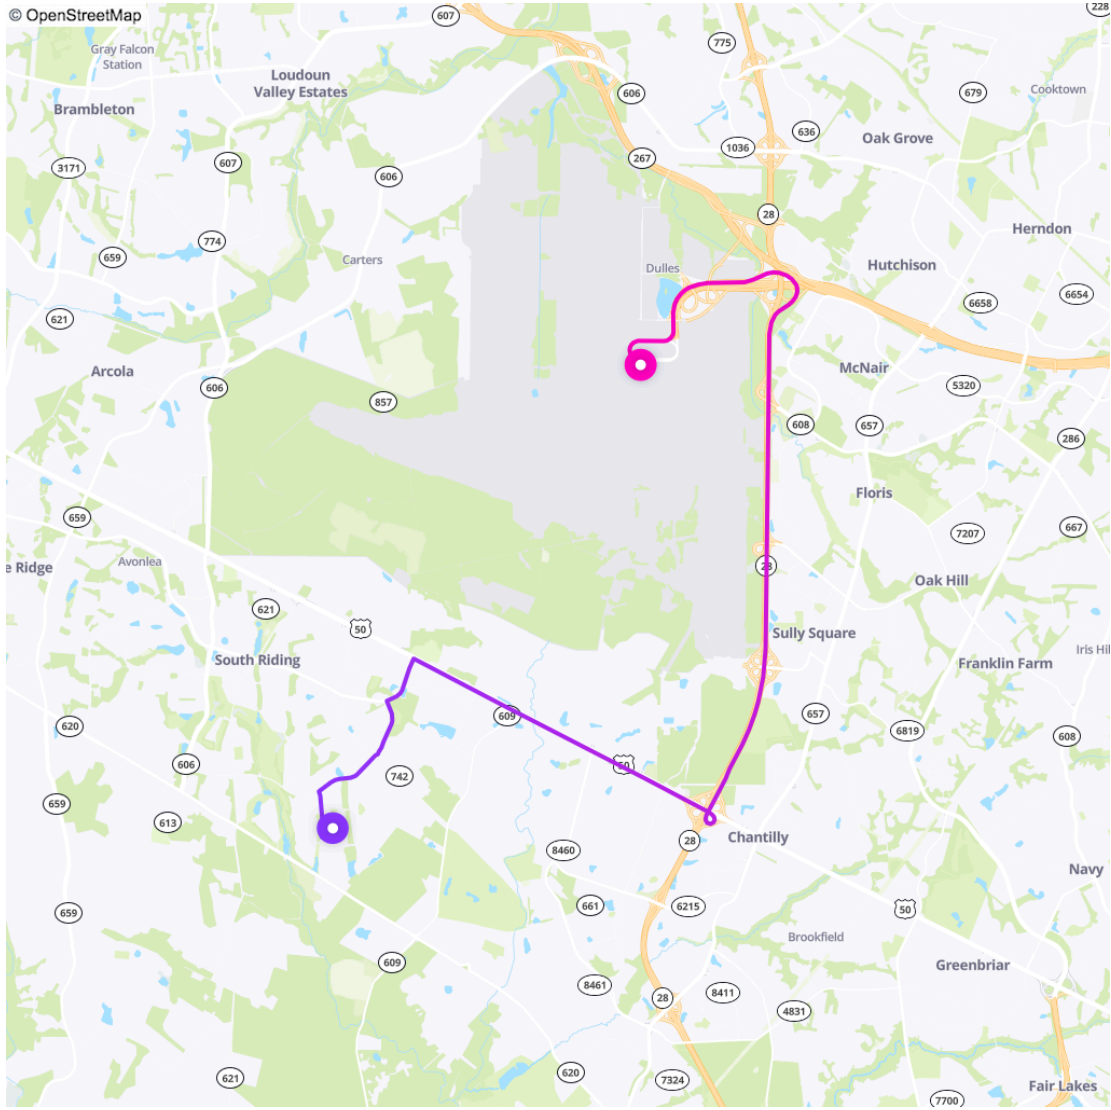 © OpenStreetMap
607
228
Gray Falcon
Station
775
Loudoun
Valley Estates
606
679
Cooktown
Brambleton
636
Oak Grove
1036
607
267
3171
606
28
774
Herndon
659
Carters
Dulles
Hutchison
6654
6658
621
Arcola
McNair
606
5320
857
608
657
286
Floris
659
667
7207
Avonlea
28
e Ridge
Oak Hill
621
50
Sully Square
Iris Hil
South Riding
Franklin Farm
609
657
620
6819
608
606
50
742
659
613
28
Chantilly
8460
Navy
661
6215
50
659
Brookfield
609
Greenbriar
8461
8411
28
4831
620
621
7324
Fair Lakes
7700